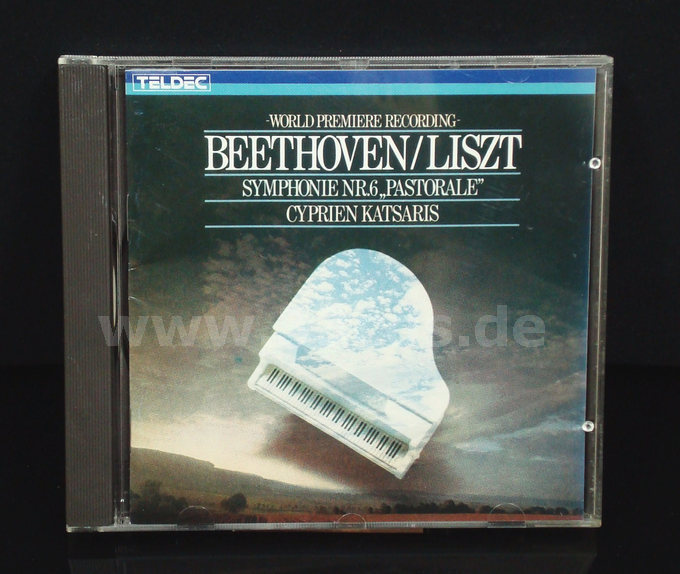 TELDEC
-WORLD PREMIERE RECORDING-
BEETHOVEN/LISZT
SYMPHONIE NR.6 „PASTORALE”
CYPRIEN KATSARIS